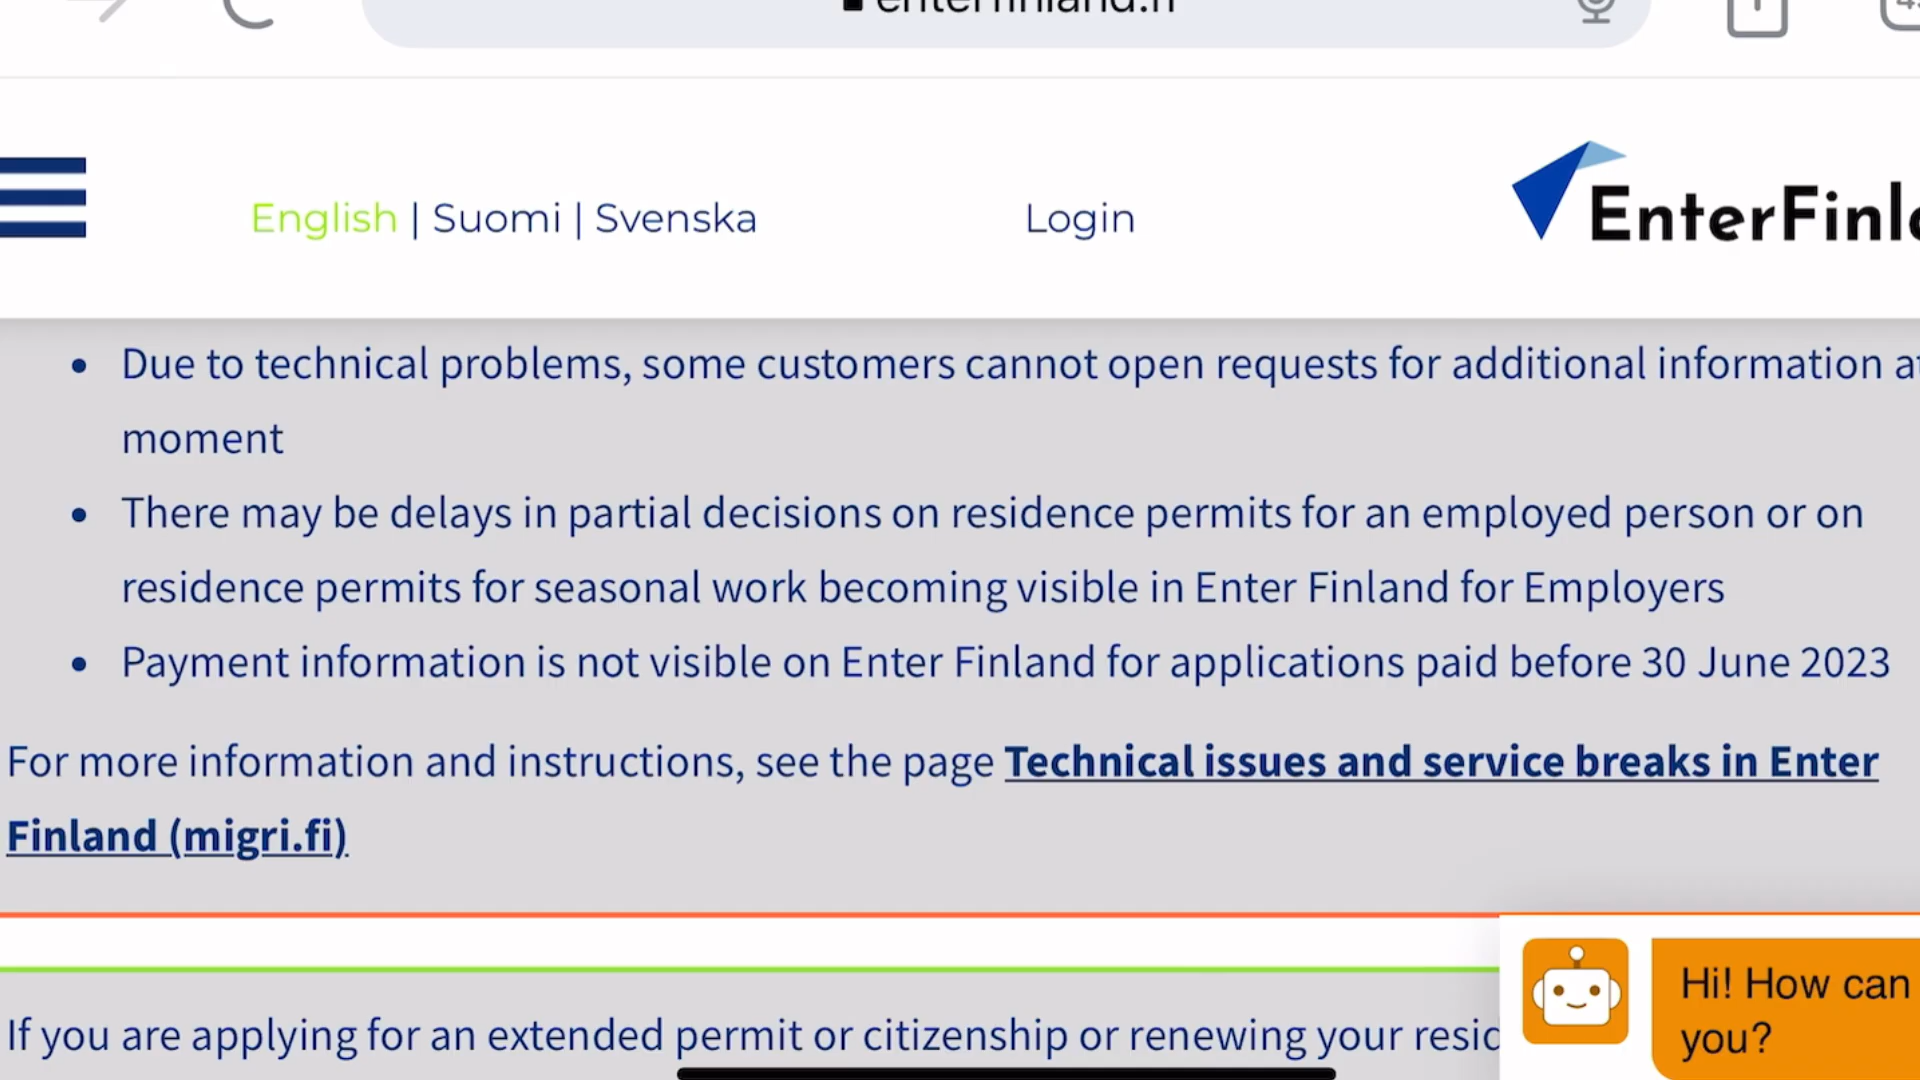 English | Suomi | Svenska
Login
Due to technical problems, some customers cannot open requests for additional information
moment
There may be delays in partial decisions on residence permits for an employed person or on
residence permits for seasonal work becoming visible in Enter Finland for Employers
Payment information is not visible on Enter Finland for applications paid before 30 June 2023
For more information and instructions, see the page Technical issues and service breaks in Enter
Finland (migri.fi)
If you are applying for an extended permit or citizenship or renewing your
Hi! How can
you?